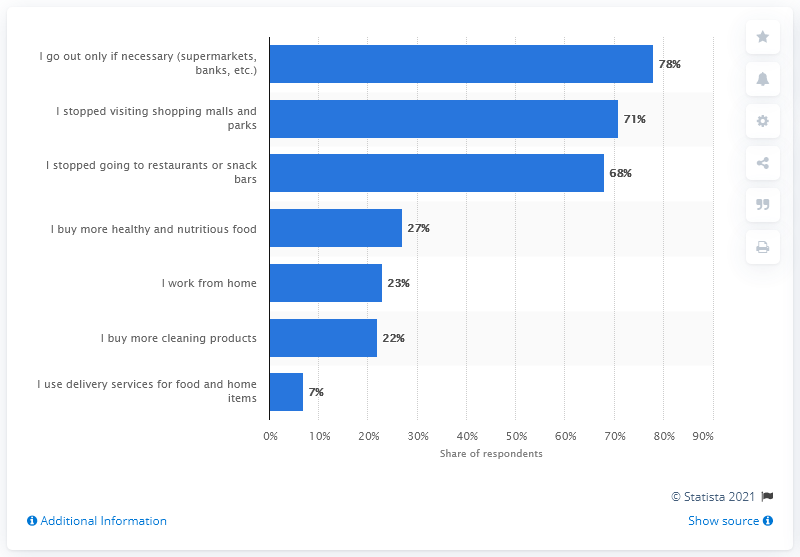 I go out only if necessary (supermarkets,
banks, etc.)
78%
I stopped visiting shopping malls and
parks
71%
I stopped going to restaurants or snack
bars
68%
I buy more healthy and nutritious food
27%
I work from home
23%
I buy more cleaning products
22%
I use delivery services for food and home
items
7%
0% 10% 20% 30% 40% 50% 60% 70% 80% 90%
Share of respondents
© Statista 2021
Additional Information
Show source